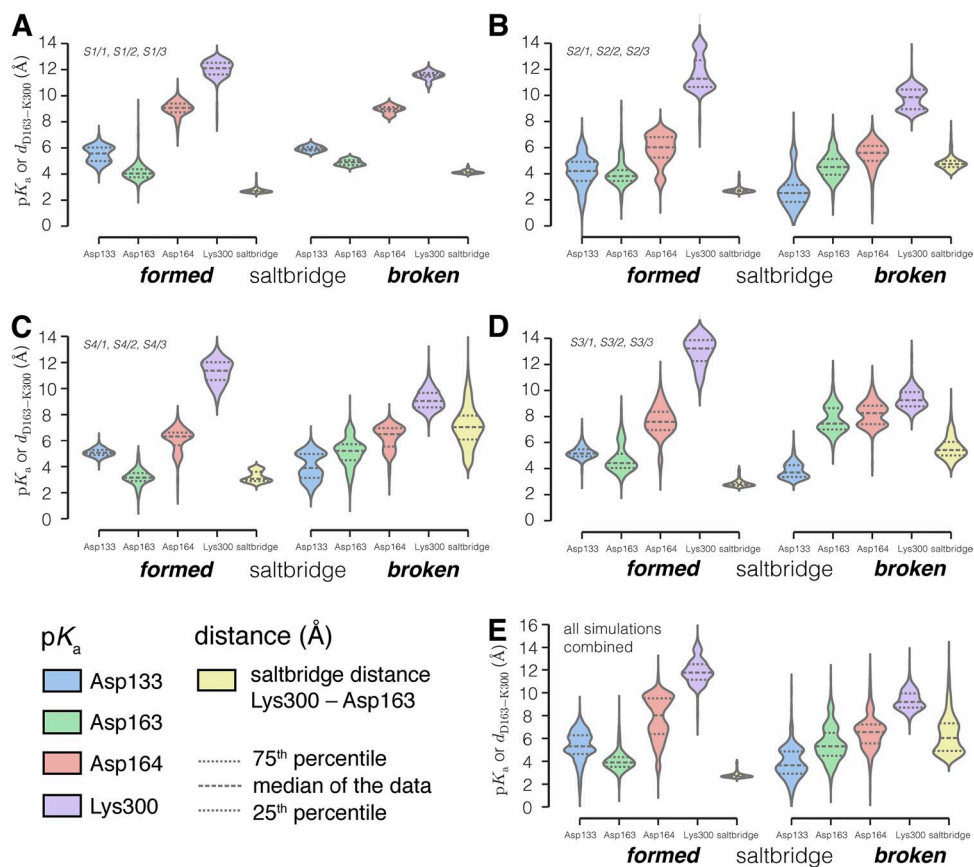 A
S1/1, S1/2, S1/3
14
12
10
8
6
4
2
0
pKa or dD163−K300 (Å)
Asp133 Asp163 Asp164 Lys300 saltbridge Asp133 Asp163 Asp164 Lys300 saltbridge
formed saltbridge broken
B
S2/1, S2/2, S2/3
14
12
10
8
6
4
2
0
Asp133 Asp163 Asp164 Lys300 saltbridge Asp133 Asp163 Asp164 Lys300 saltbridge
formed saltbridge broken
C
S4/1, S4/2, S4/3
14
12
10
8
6
4
2
0
pKa or dD163−K300 (Å)
Asp133 Asp163 Asp164 Lys300 saltbridge Asp133 Asp163 Asp164 Lys300 saltbridge
formed saltbridge broken
D
S3/1, S3/2, S3/3
14
12
10
8
6
4
2
0
Asp133 Asp163 Asp164 Lys300 saltbridge Asp133 Asp163 Asp164 Lys300 saltbridge
formed saltbridge broken
pKa
Asp133
Asp163
Asp164
Lys300
distance (Å)
saltbridge distance
Lys300 – Asp163
75th percentile
median of the data
25th percentile
E
all simulations
combined
16
14
12
10
8
6
4
2
0
pKa or dD163−K300 (Å)
Asp133 Asp163 Asp164 Lys300 saltbridge Asp133 Asp163 Asp164 Lys300 saltbridge
formed saltbridge broken